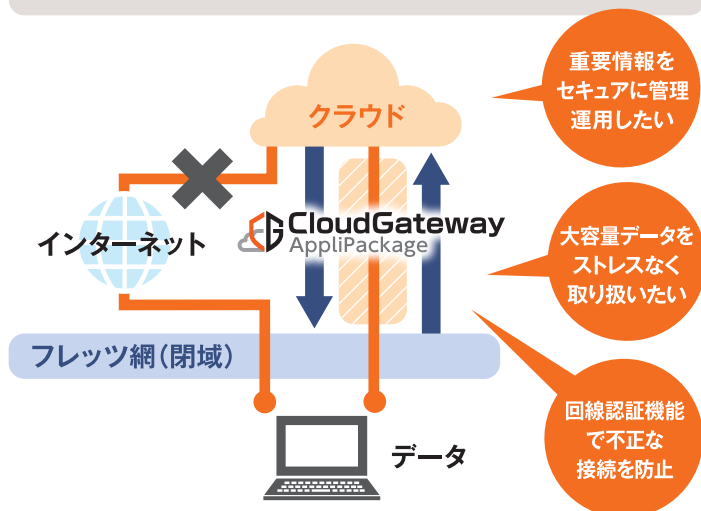 重要情報を
セキュアに管理
運用したい
クラウド
CloudGateway
AppliPackage
インターネット
大容量データを
ストレスなく
取り扱いたい
フレッツ網(閉域)
回線認証機能
で不正な
接続を防止
データ